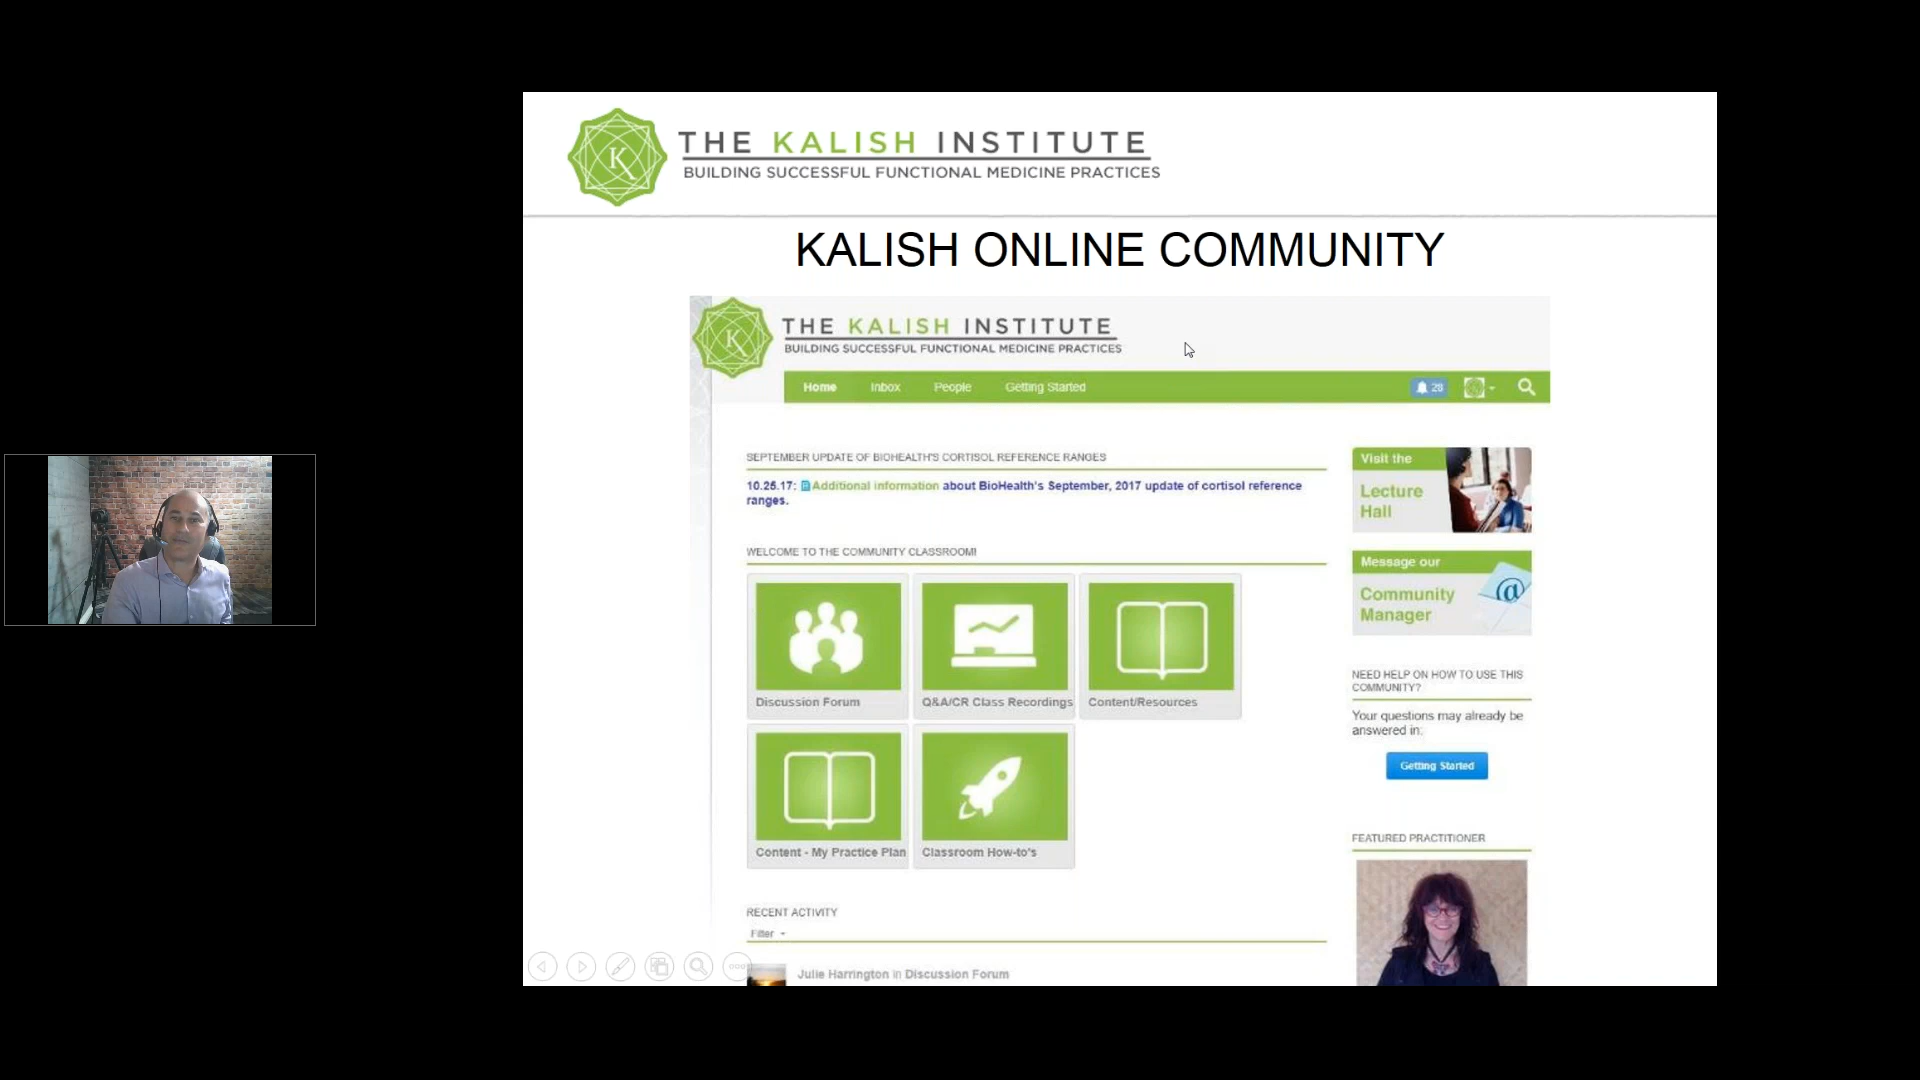 K
THE KALISH INSTITUTE
BUILDING SUCCESSFUL FUNCTIONAL MEDICINE PRACTICES
KALISH ONLINE COMMUNITY
K
THE KALISH INSTITUTE
BUILDING SUCCESSFUL FUNCTIONAL MEDICINE PRACTICES
Home Inbox People Getting Started 28
SEPTEMBER UPDATE OF BIOHEALTH'S CORTISOL REFERENCE RANGES
10.25.17: Additional information about BioHealth's September, 2017 update of cortisol reference
ranges.
WELCOME TO THE COMMUNITY CLASSROOM!
Discussion Forum
Q&A/CR Class Recordings
Content/Resources
Content - My Practice Plan
Classroom How-to's
RECENT ACTIVITY
Filter
Julie Harrington in Discussion Forum
Visit the
Lecture
Hall
Message our
Community
Manager
@
NEED HELP ON HOW TO USE THIS
COMMUNITY?
Your questions may already be
answered in:
Getting Started
FEATURED PRACTITIONER